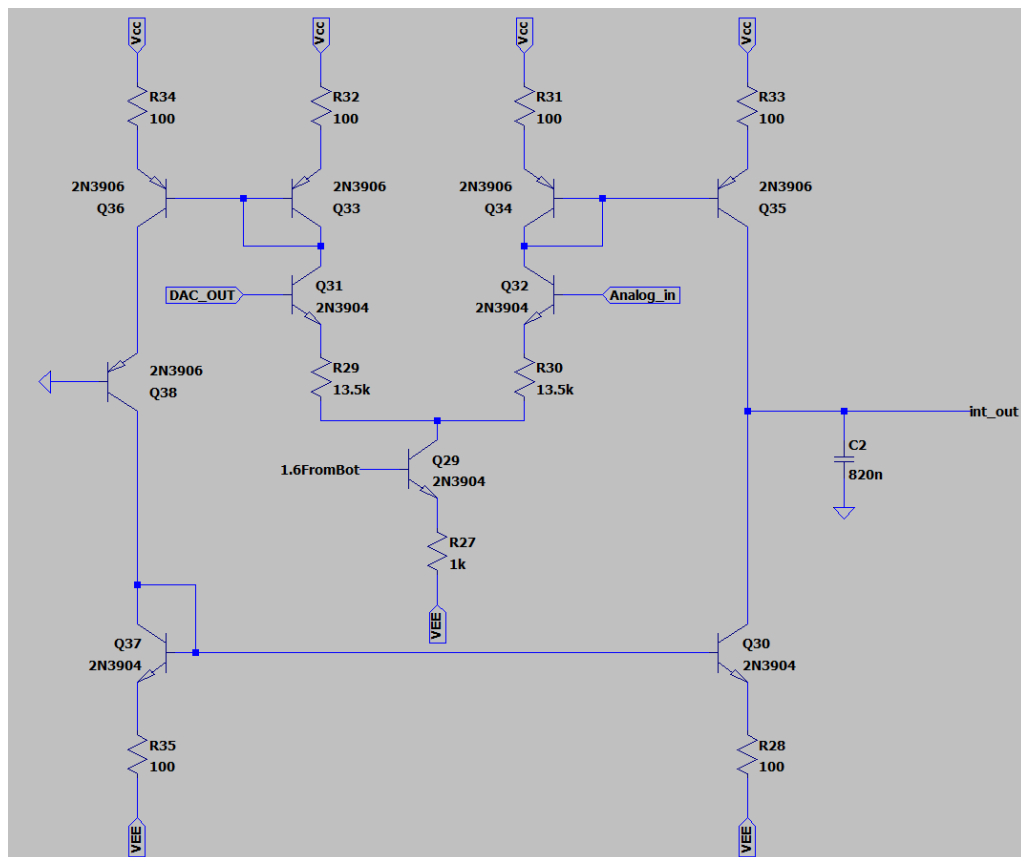 Vcc
Vcc
Vcc
Vcc
R34
100
R32
100
R31
100
R33
100
2N3906
Q36
2N3906
Q33
2N3906
Q34
2N3906
Q35
DAC_OUT
Q31
2N3904
Q32
2N3904
Analog_in
2N3906
Q38
R29
13.5k
R30
13.5k
int_out
1.6FromBot
Q29
2N3904
C2
820n
R27
1k
VEE
Q37
2N3904
Q30
2N3904
R35
100
R28
100
VEE
VEE